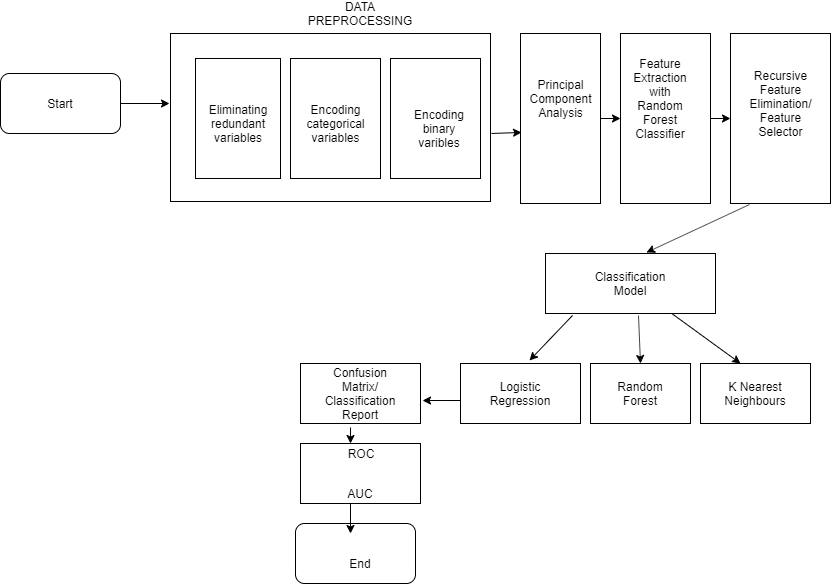 DATA
PREPROCESSING
Start
Eliminating
redundant
variables
Encoding
categorical
variables
Encoding
binary
varibles
Principal
Component
Analysis
Feature
Extraction
with
Random
Forest
Classifier
Recursive
Feature
Elimination/
Feature
Selector
Classification
Model
Logistic
Regression
Random
Forest
K Nearest
Neighbours
Confusion
Matrix/
Classification
Report
ROC
AUC
End